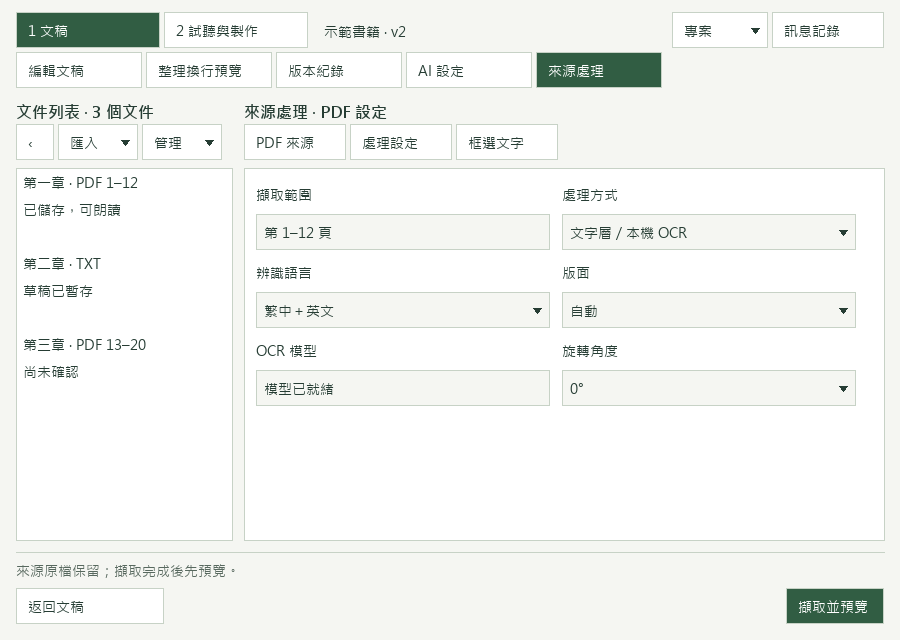 1 文稿
2 試聽與製作
示範書籍 · v2
專案
訊息記錄
編輯文稿
整理換行預覽
版本紀錄
AI 設定
來源處理
文件列表 · 3 個文件
‹
匯入
管理
第一章 · PDF 1–12
已儲存，可朗讀
第二章 · TXT
草稿已暫存
第三章 · PDF 13–20
尚未確認
來源處理 · PDF 設定
PDF 來源
處理設定
框選文字
擷取範圍
處理方式
第 1–12 頁
文字層 / 本機 OCR
辨識語言
版面
繁中 + 英文
自動
OCR 模型
旋轉角度
模型已就緒
0°
來源原檔保留；擷取完成後先預覽。
返回文稿
擷取並預覽